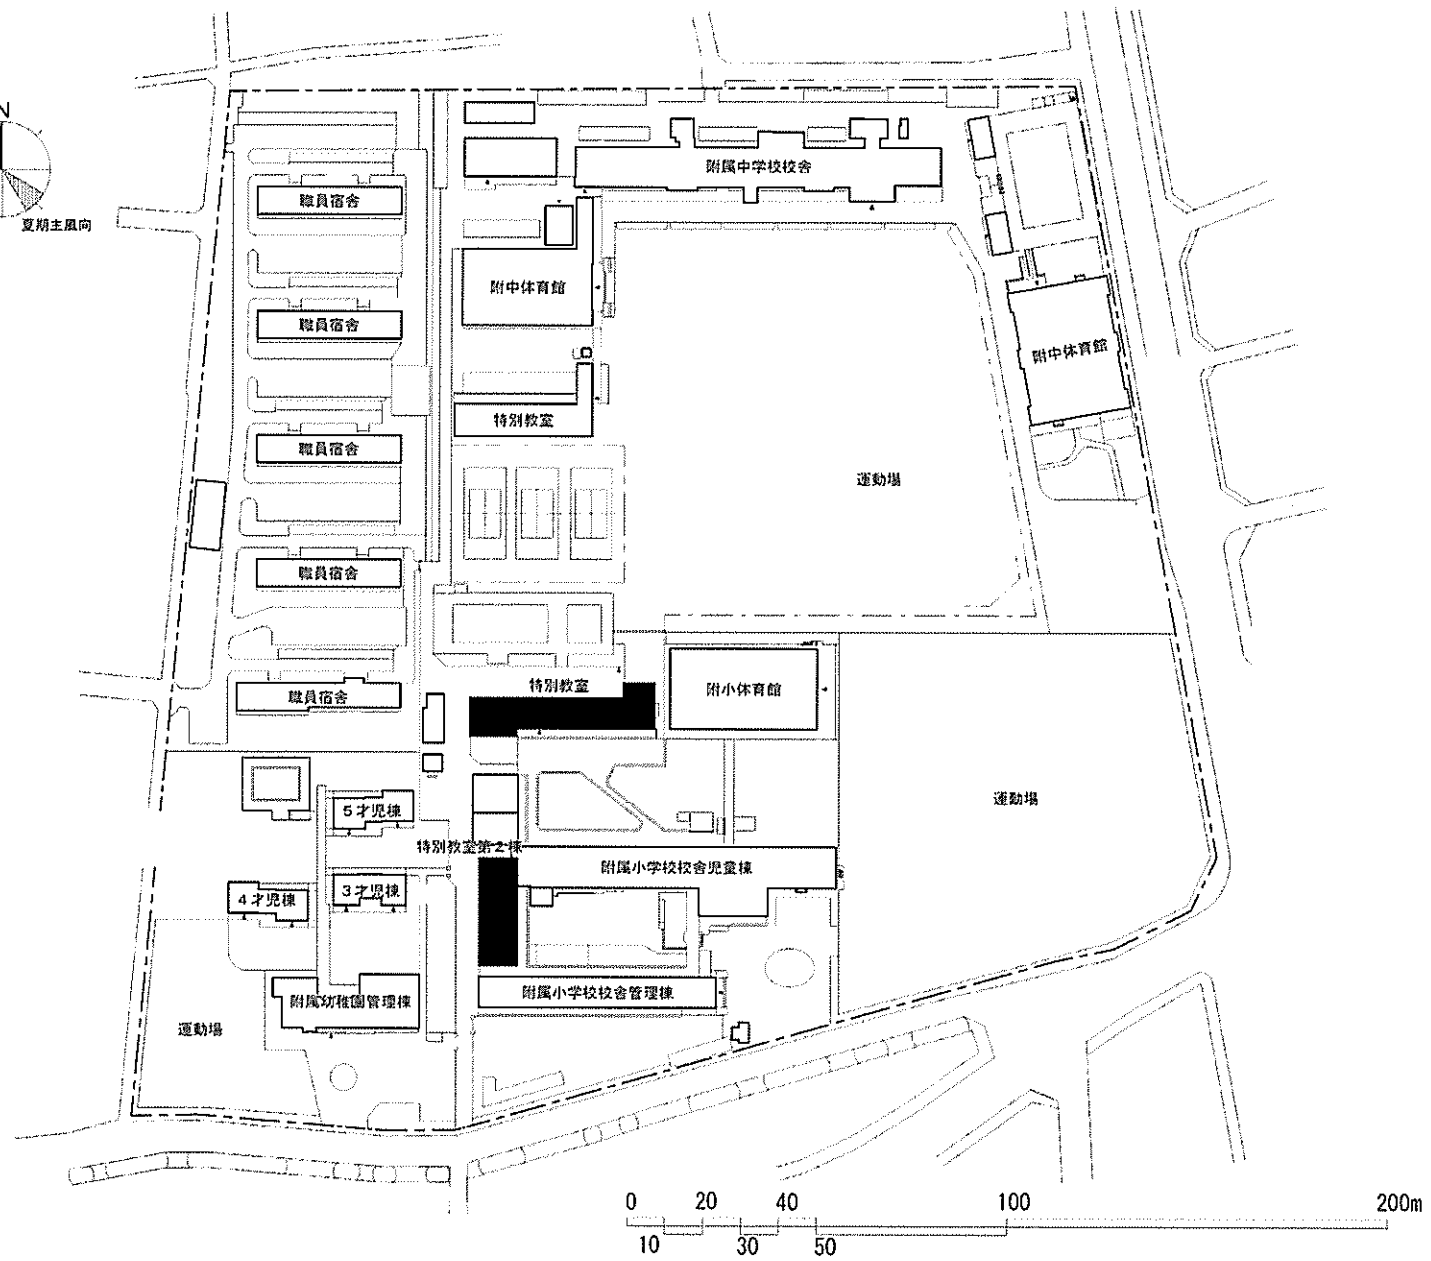 N
夏期主風向
附属中学校校舎
職員宿舎
附中体育館
職員宿舎
附中体育館
特別教室
職員宿舎
運動場
職員宿舎
特別教室
附小体育館
職員宿舎
運動場
5才児棟
特別教室第2棟
附属小学校校舎児童棟
3才児棟
4才児棟
附属小学校校舎管理棟
附属幼稚園管理棟
運動場
0 20 40 100 200m
10 30 50